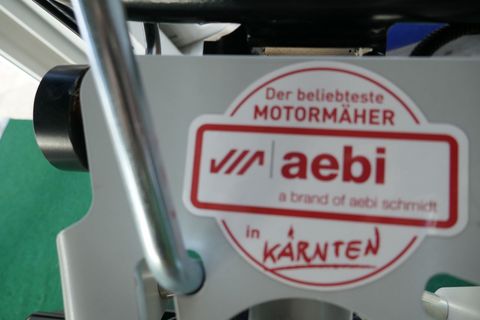 Der beliebteste
MOTORMÄHER
aebi
a brand of aebi schmidt
in KÄRNTEN